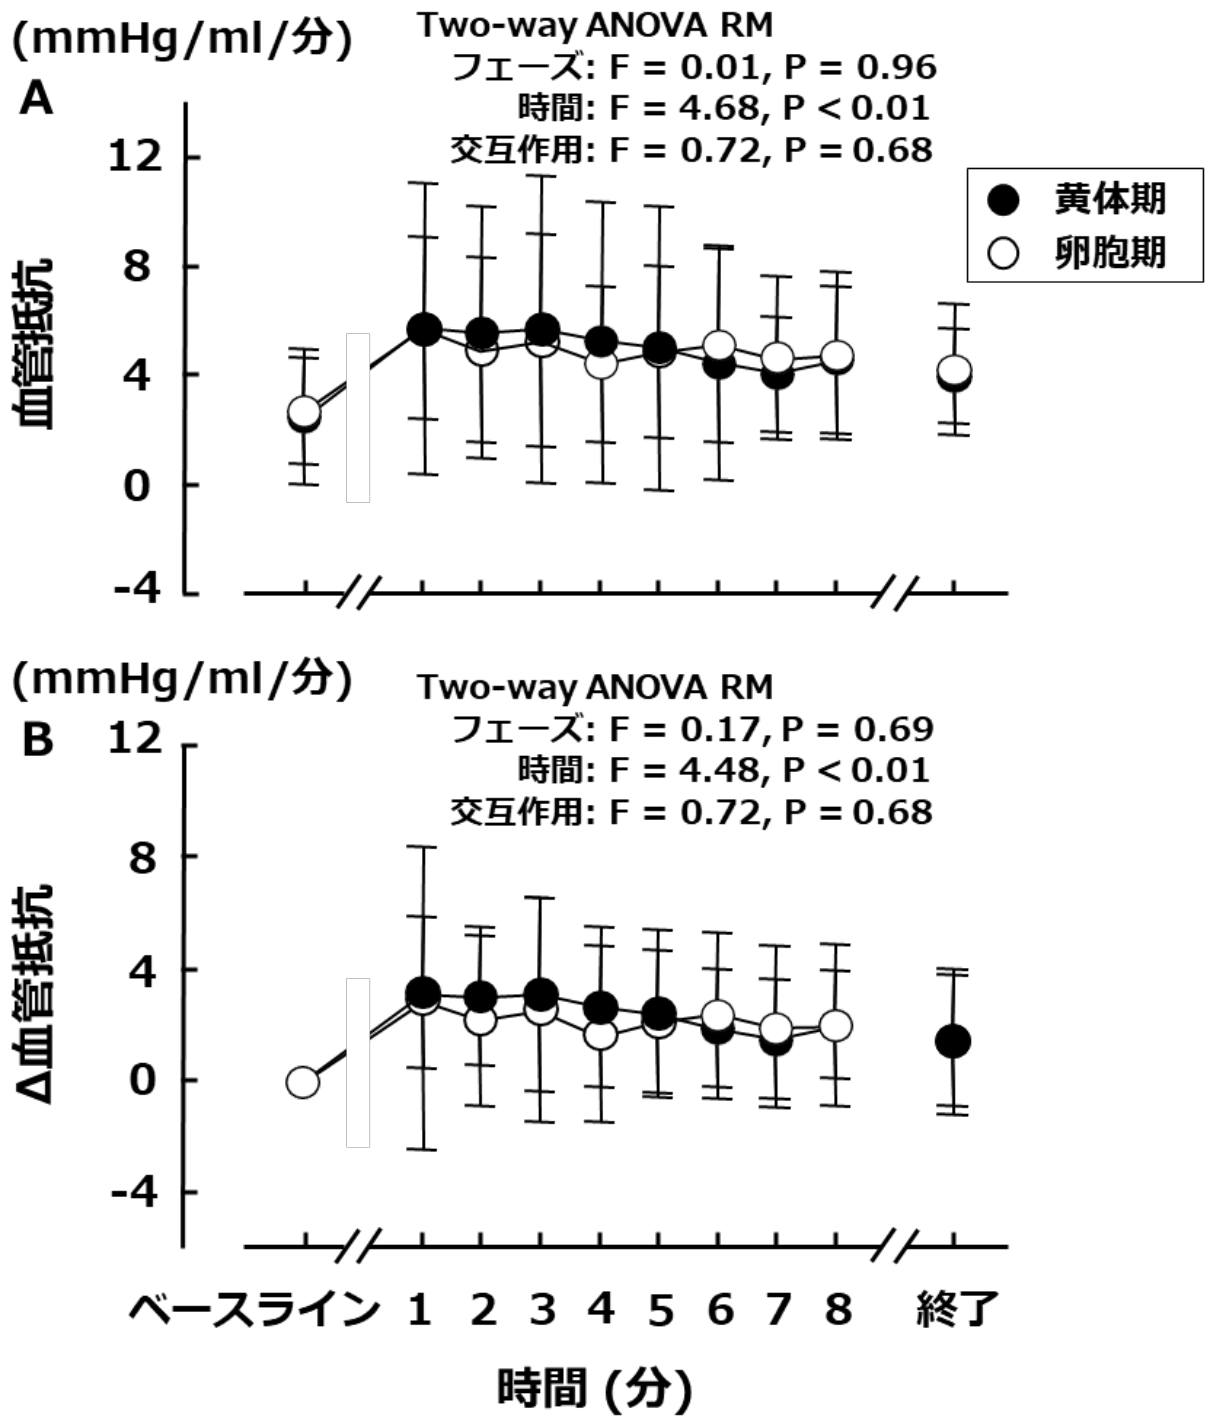 (mmHg/ml/分)
A
Two-way ANOVA RM
フェーズ: F = 0.01, P = 0.96
時間: F = 4.68, P < 0.01
交互作用: F = 0.72, P = 0.68
黄体期
卵胞期
血管抵抗
12
8
4
0
-4
(mmHg/ml/分)
B
Two-way ANOVA RM
フェーズ: F = 0.17, P = 0.69
時間: F = 4.48, P < 0.01
交互作用: F = 0.72, P = 0.68
Δ血管抵抗
12
8
4
0
-4
ベースライン 1 2 3 4 5 6 7 8 終了
時間 (分)